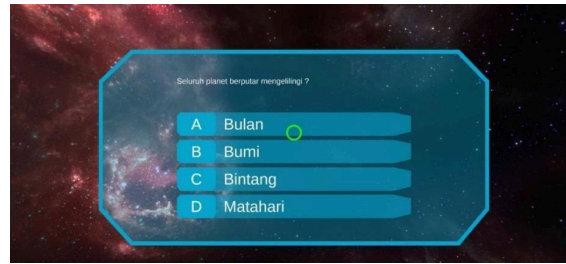 Seluruh planet berputar mengelilingi ?
A Bulan
B Bumi
C Bintang
D Matahari